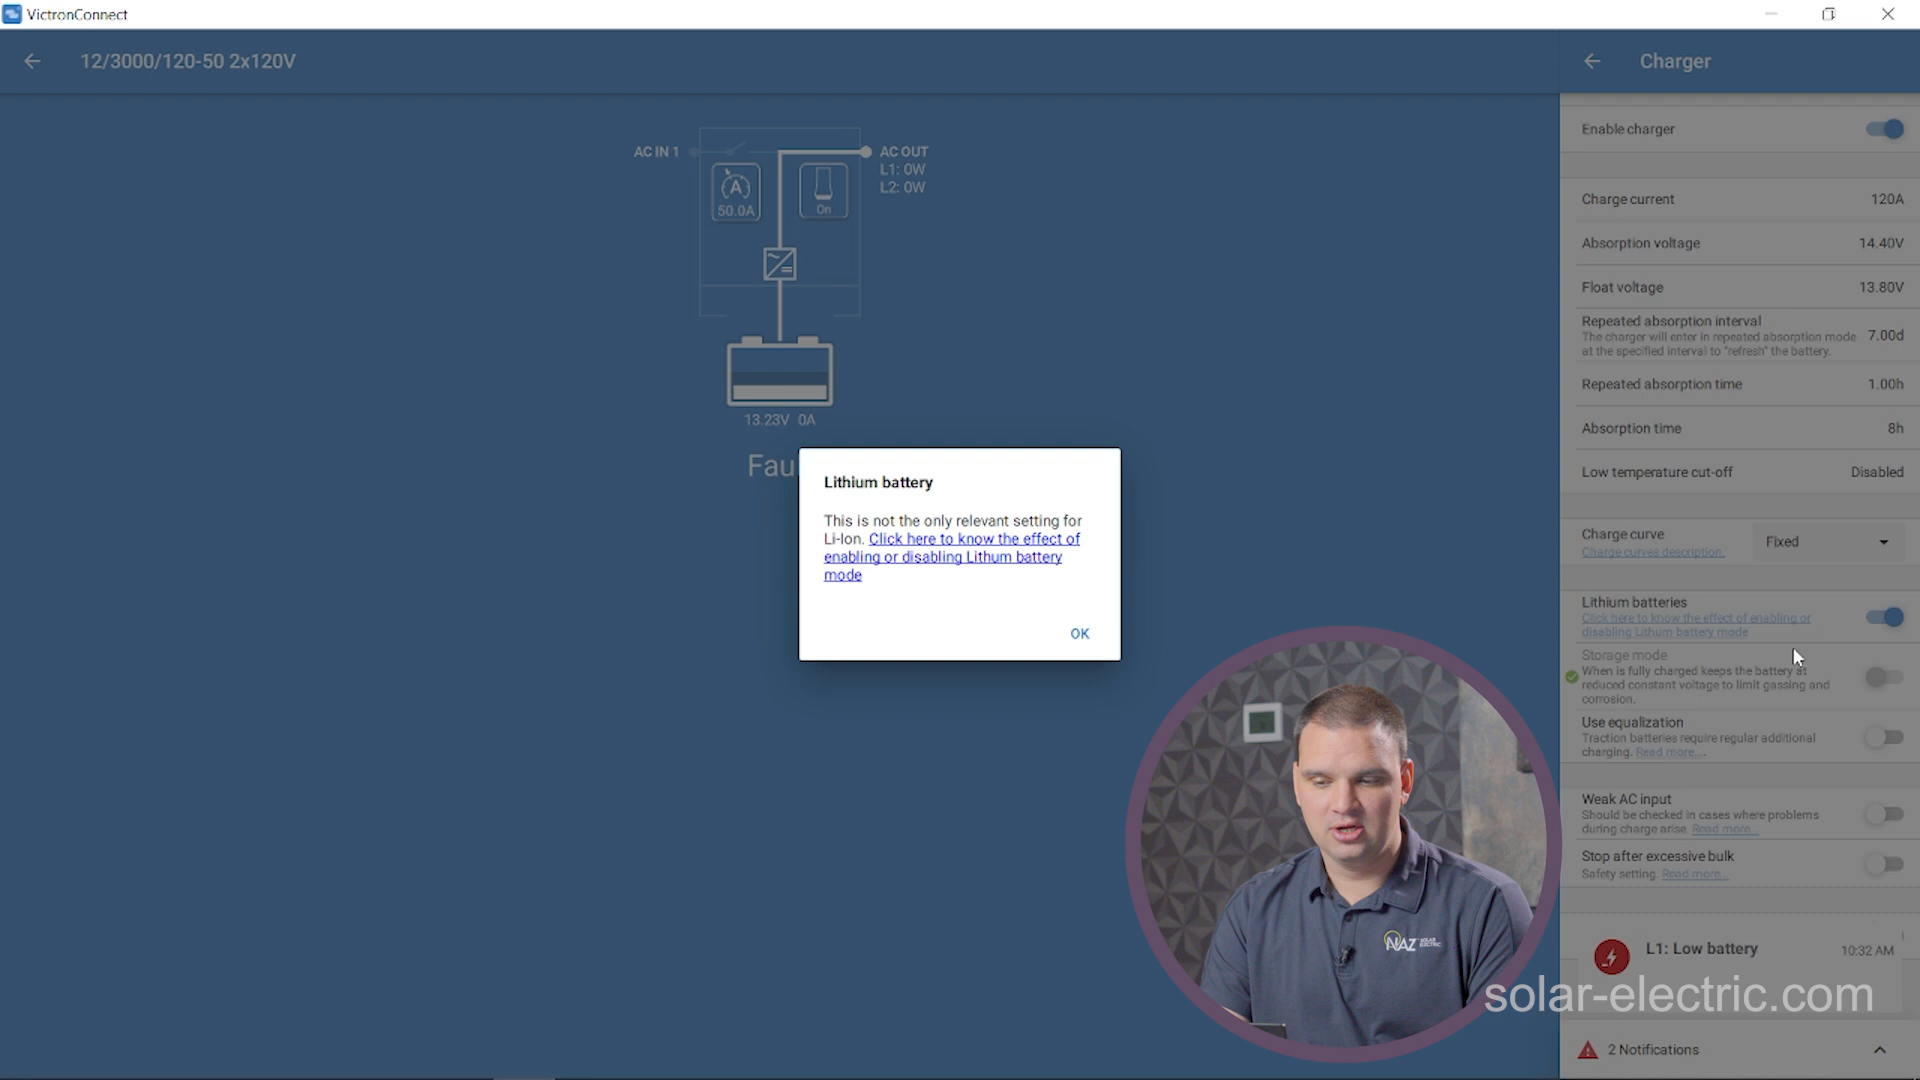 VictronConnect
12/3000/120-50 2x120V
AC IN 1
AC OUT
L1: 0W
L2: 0W
A
50.0A
On
13.23V 0A
Fau
Lithium battery
This is not the only relevant setting for
Li-Ion. Click here to know the effect of
enabling or disabling Lithum battery
mode
OK
Charger
Enable charger
Charge current 120A
Absorption voltage 14.40V
Float voltage 13.80V
Repeated absorption interval
The charger will enter in repeated absorption mode
at the specified interval to "refresh" the battery.
7.00d
Repeated absorption time 1.00h
Absorption time 8h
Low temperature cut-off Disabled
Charge curve
Charge curves description.
Fixed
Lithium batteries
Click here to know the effect of enabling or
disabling Lithum battery mode
Storage mode
When is fully charged keeps the battery at
reduced constant voltage to limit gassing and
corrosion.
Use equalization
Traction batteries require regular additional
charging. Read more...
Weak AC input
Should be checked in cases where problems
during charge arise. Read more...
Stop after excessive bulk
Safety setting. Read more...
L1: Low battery 10:32 AM
2 Notifications
NAZ SOLAR
ELECTRIC
solar-electric.com